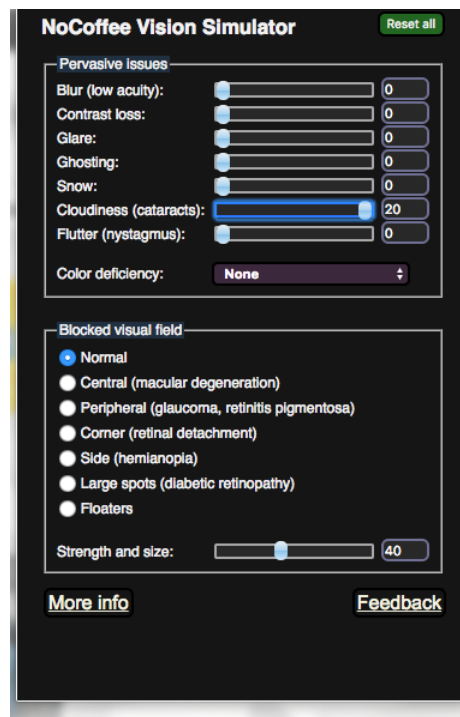 NoCoffee Vision Simulator Reset all
Pervasive issues
Blur (low acuity): 0
Contrast loss: 0
Glare: 0
Ghosting: 0
Snow: 0
Cloudiness (cataracts): 20
Flutter (nystagmus): 0
Color deficiency: None
Blocked visual field
Normal
Central (macular degeneration)
Peripheral (glaucoma, retinitis pigmentosa)
Corner (retinal detachment)
Side (hemianopia)
Large spots (diabetic retinopathy)
Floaters
Strength and size: 40
More info Feedback